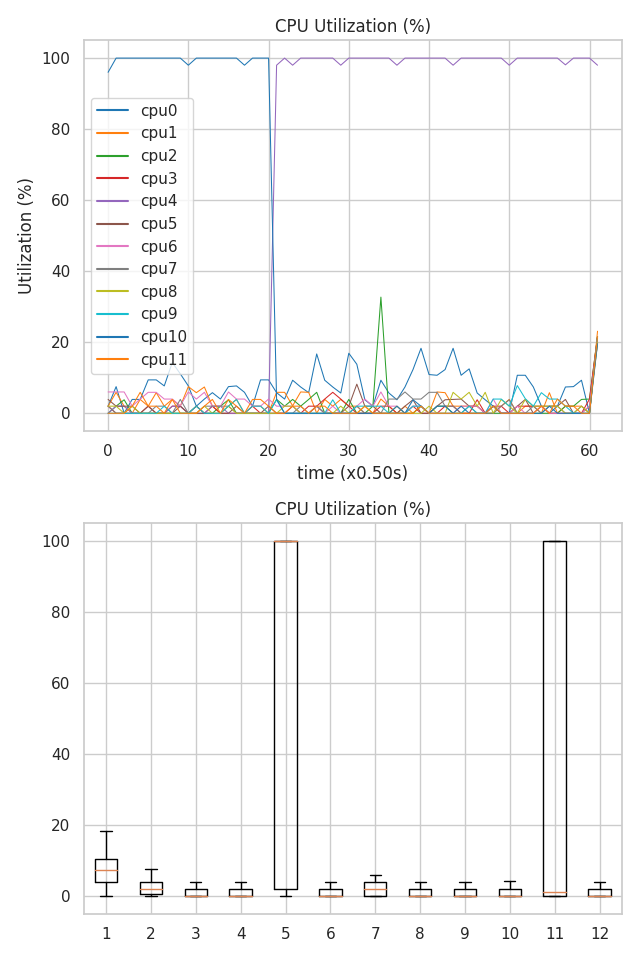 CPU Utilization (%)
100
80
60
40
20
0
Utilization (%)
cpu0
cpu1
cpu2
cpu3
cpu4
cpu5
cpu6
cpu7
cpu8
cpu9
cpu10
cpu11
0 10 20 30 40 50 60
time (x0.50s)
CPU Utilization (%)
100
80
60
40
20
0
1 2 3 4 5 6 7 8 9 10 11 12